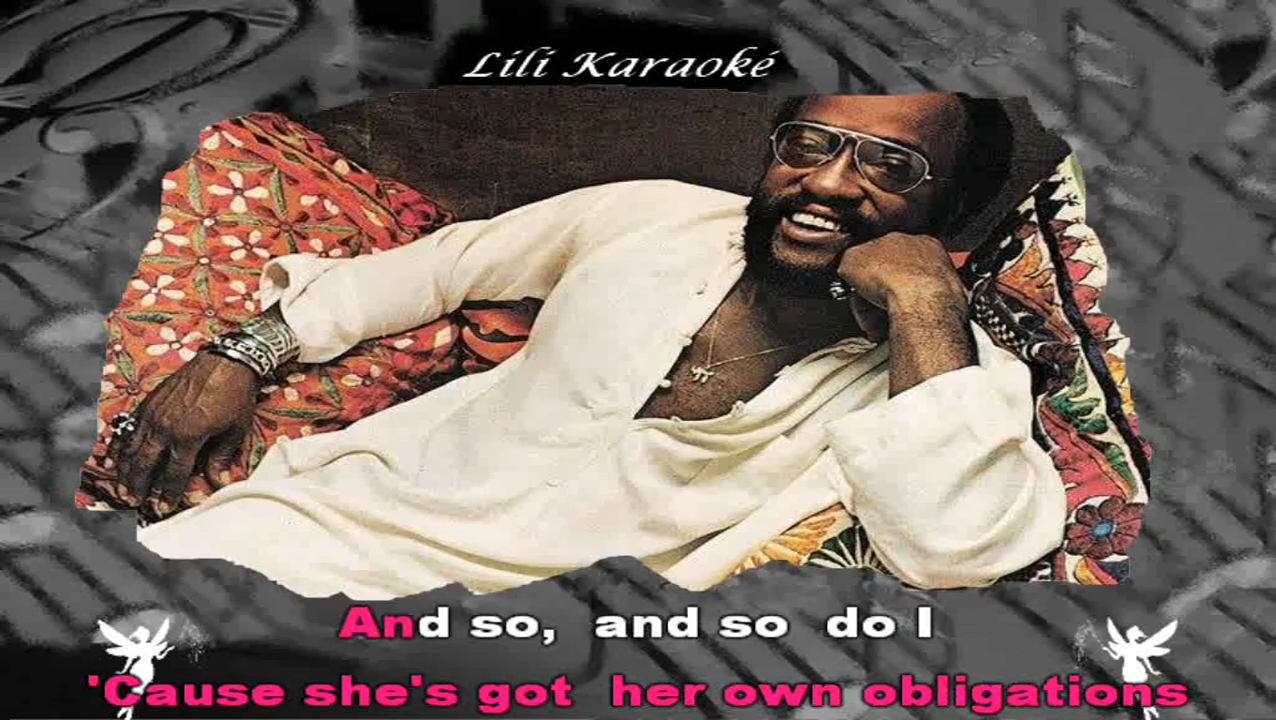 Lili Karaoké
And so, and so do I
'Cause she's got her own obligations